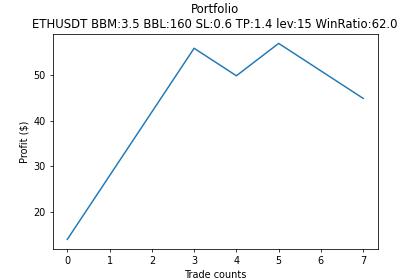 Portfolio
ETHUSDT BBM:3.5 BBL:160 SL:0.6 TP:1.4 lev:15 WinRatio:62.0
Profit ($)
50
40
30
20
0 1 2 3 4 5 6 7
Trade counts